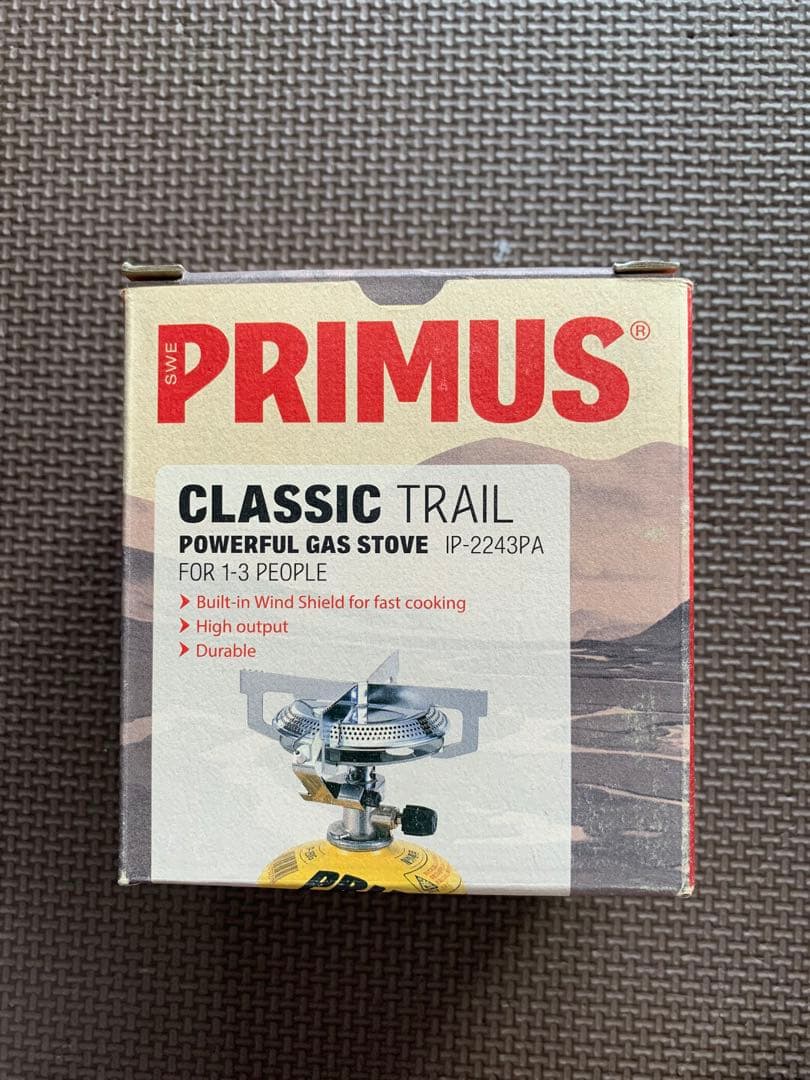 SWE
PRIMUS®
CLASSIC TRAIL
POWERFUL GAS STOVE IP-2243PA
FOR 1-3 PEOPLE
Built-in Wind Shield for fast cooking
High output
Durable